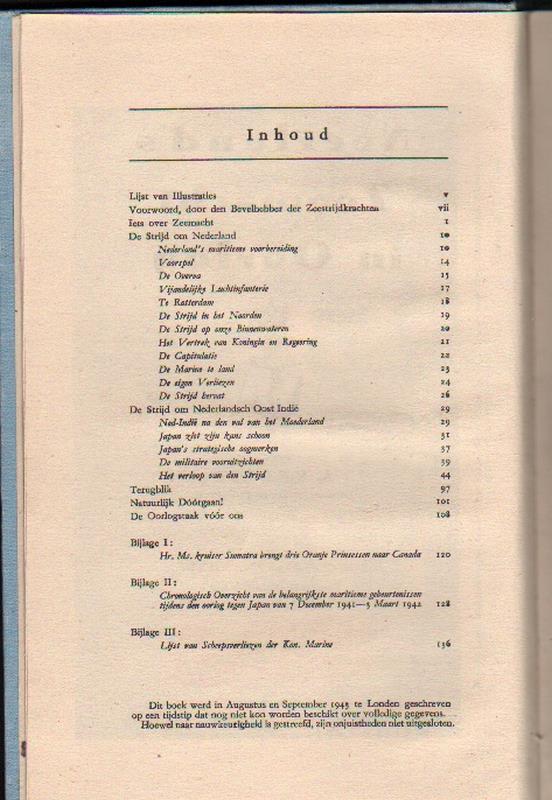 Inhoud
Lijst van Illustraties v
Voorwoord, door den Bevelhebber der Zeestrijdkrachten vii
Iets over Zeemacht 1
De Strijd om Nederland 10
Nederland's maritieme voorbereiding 10
Voorspel 14
De Overva 15
Vijandelijke Luchtinfanterie 17
Te Rotterdam 18
De Strijd in het Noorden 19
De Strijd op onze Binnenwateren 20
Het Vertrek van Koningin en Regeering 21
De Capitulatie 22
De Marine te land 23
De eigen Verliezen 24
De Strijd hervat 26
De Strijd om Nederlandsch Oost Indië 29
Ned-Indië na den val van het Moederland 29
Japan ziet zijn kans schoon 31
Japan's strategische oogmerken 37
De militaire vooruitzichten 39
Het verloop van den Strijd 44
Terugblik 97
Natuurlijk Dóórgaan! 101
De Oorlogstaak vóór ons 108
Bijlage I:
Hr. Ms. kruiser Sumatra brengt drie Oranje Prinsessen naar Canada 120
Bijlage II:
Chronologisch Overzicht van de belangrijkste maritieme gebeurtenissen
tijdens den oorlog tegen Japan van 7 December 1941—5 Maart 1942 128
Bijlage III:
Lijst van Scheepsverliezen der Kon. Marine 136
Dit boek werd in Augustus en September 1943 te Londen geschreven
op een tijdstip dat nog niet kon worden beschikt over volledige gegevens.
Hoewel naar nauwkeurigheid is gestreefd, zijn onjuistheden niet uitgesloten.